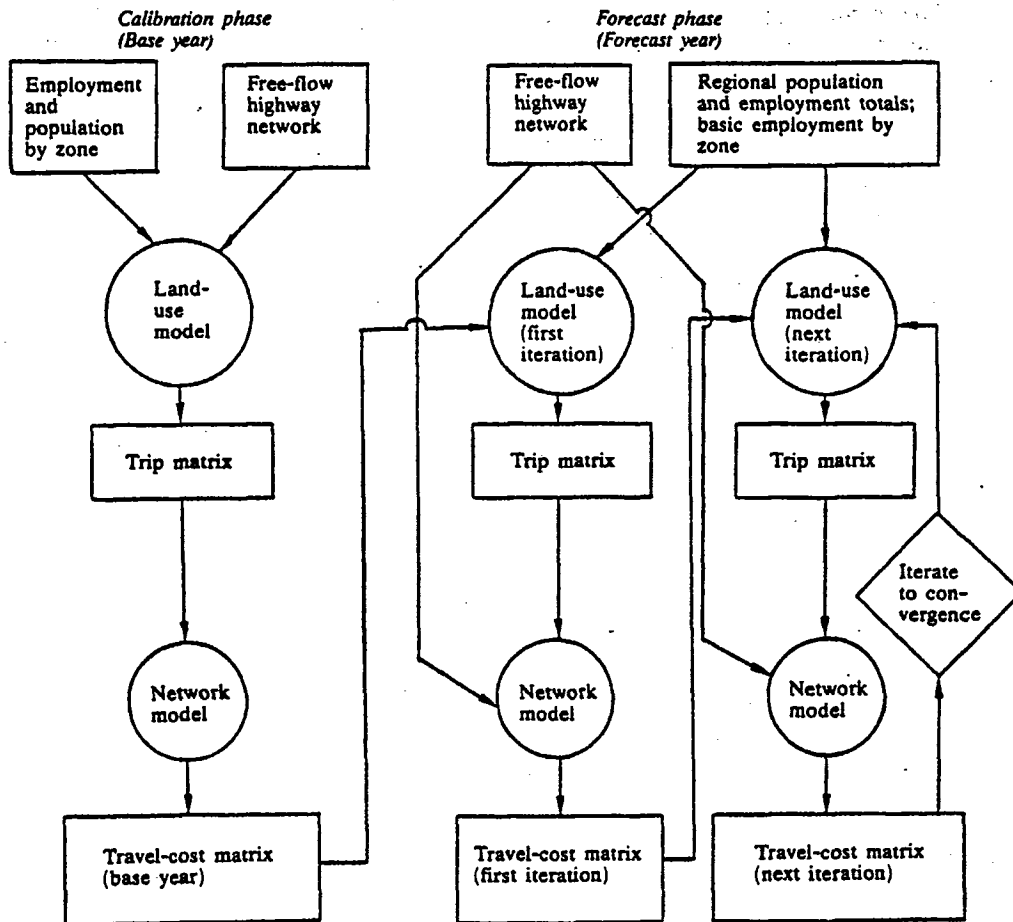 Calibration phase
(Base year)
Forecast phase
(Forecast year)
Employment
and
population
by zone
Free-flow
highway
network
Free-flow
highway
network
Regional population
and employment totals;
basic employment by
zone
Land-
use model
Land-use
model
(first
iteration)
Land-use
model
(next
iteration)
Trip matrix
Trip matrix
Trip matrix
Iterate
to con-
vergence
Network
model
Network
model
Network
model
Travel-cost matrix
(base year)
Travel-cost matrix
(first iteration)
Travel-cost matrix
(next iteration)